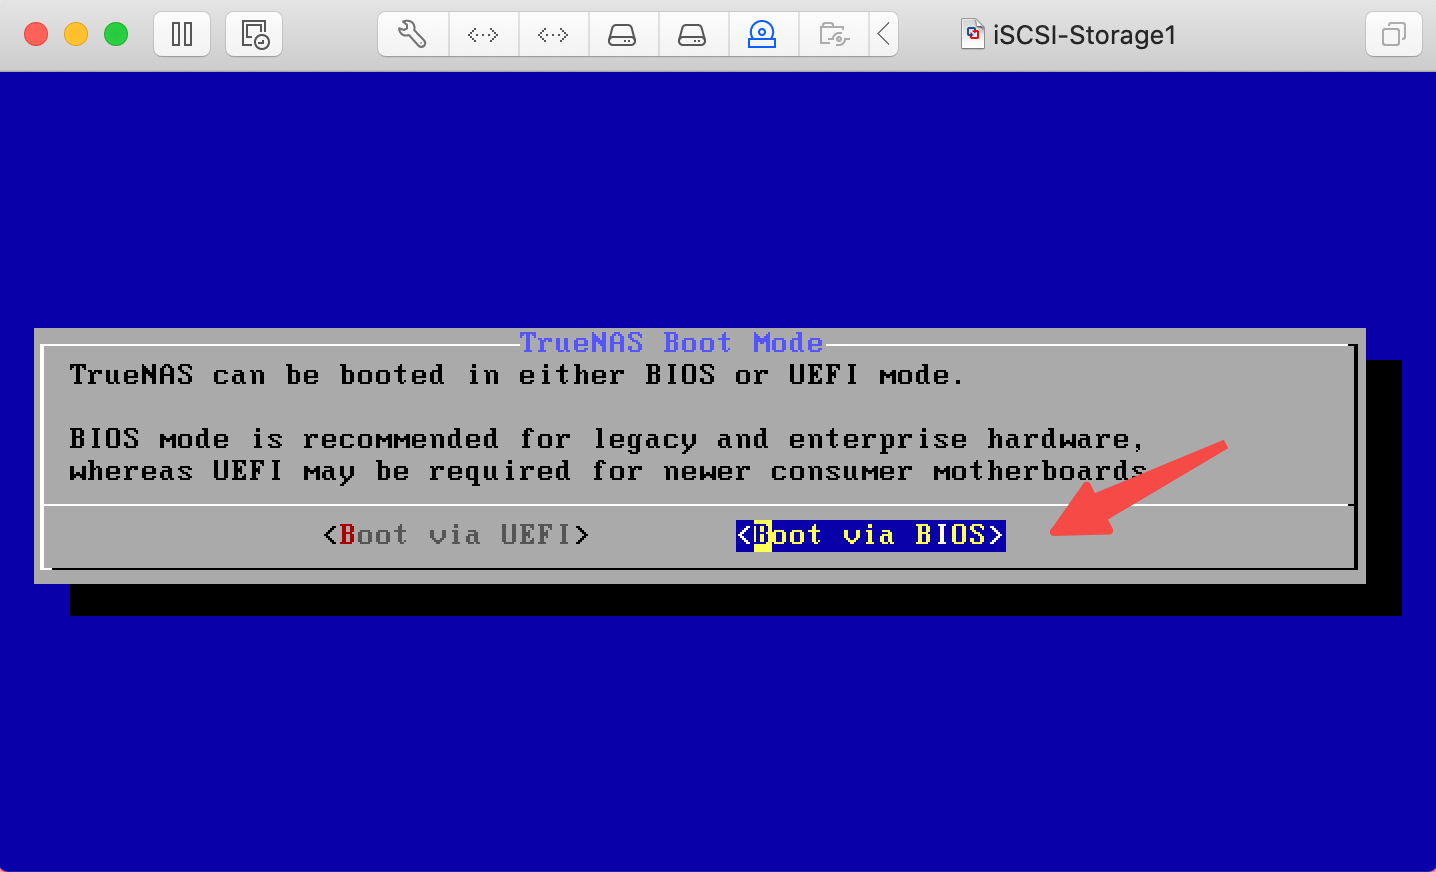 iSCSI-Storage1
TrueNAS Boot Mode
TrueNAS can be booted in either BIOS or UEFI mode.
BIOS mode is recommended for legacy and enterprise hardware,
whereas UEFI may be required for newer consumer motherboards
<Boot via UEFI> <Boot via BIOS>